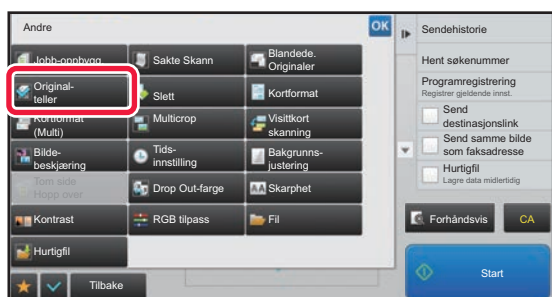 Andre
OK
Jobb-oppbygg
Sakte Skann
Blandede.
Originaler
Original-
teller
Slett
Kortformat
Kortformat
(Multi)
Multicrop
Visittkort
skanning
Bilde-
beskjæring
Tids-
innstilling
Bakgrunns-
justering
Tom side
Hopp over
Drop Out-farge
Skarphet
Kontrast
RGB tilpass
Fil
Hurtigfil
Tilbake
Sendehistorie
Hent søkenummer
Programregistrering
Registrer gjeldende innst.
Send
destinasjonslink
Send samme bilde
som faksadresse
Hurtigfil
Lagre data midlertidig
Forhåndsvis
CA
Start